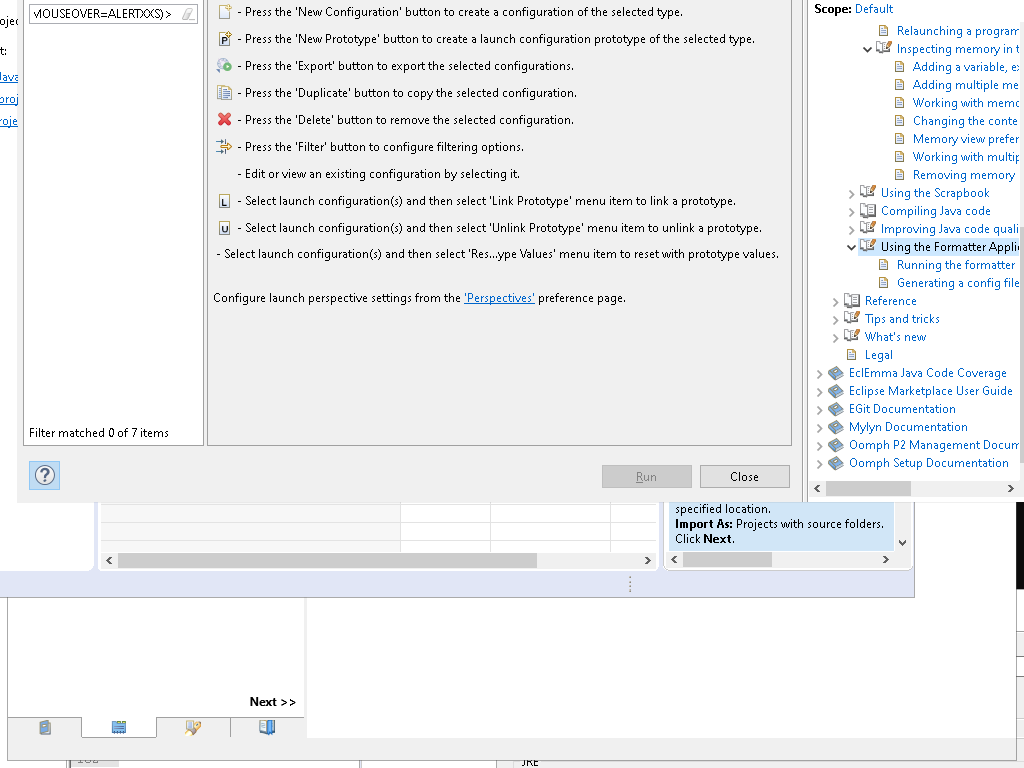 - Press the 'New Configuration' button to create a configuration of the selected type.
- Press the 'New Prototype' button to create a launch configuration prototype of the selected type.
- Press the 'Export' button to export the selected configurations.
- Press the 'Duplicate' button to copy the selected configuration.
- Press the 'Delete' button to remove the selected configuration.
- Press the 'Filter' button to configure filtering options.
- Edit or view an existing configuration by selecting it.
L - Select launch configuration(s) and then select 'Link Prototype' menu item to link a prototype.
U - Select launch configuration(s) and then select 'Unlink Prototype' menu item to unlink a prototype.
- Select launch configuration(s) and then select 'Res...ype Values' menu item to reset with prototype values.
Configure launch perspective settings from the 'Perspectives' preference page.
Filter matched 0 of 7 items
Run
Close
Scope: Default
Relaunching a program
Inspecting memory in t
Adding a variable, ex
Adding multiple me
Working with memo
Changing the conte
Memory view prefer
Working with multip
Removing memory
Using the Scrapbook
Compiling Java code
Improving Java code quali
Using the Formatter Appli
Running the formatter
Generating a config file
Reference
Tips and tricks
What's new
Legal
EclEmma Java Code Coverage
Eclipse Marketplace User Guide
EGit Documentation
Mylyn Documentation
Oomph P2 Management Docum
Oomph Setup Documentation
specified location.
Import As: Projects with source folders.
Click Next.
Next >>
JRE